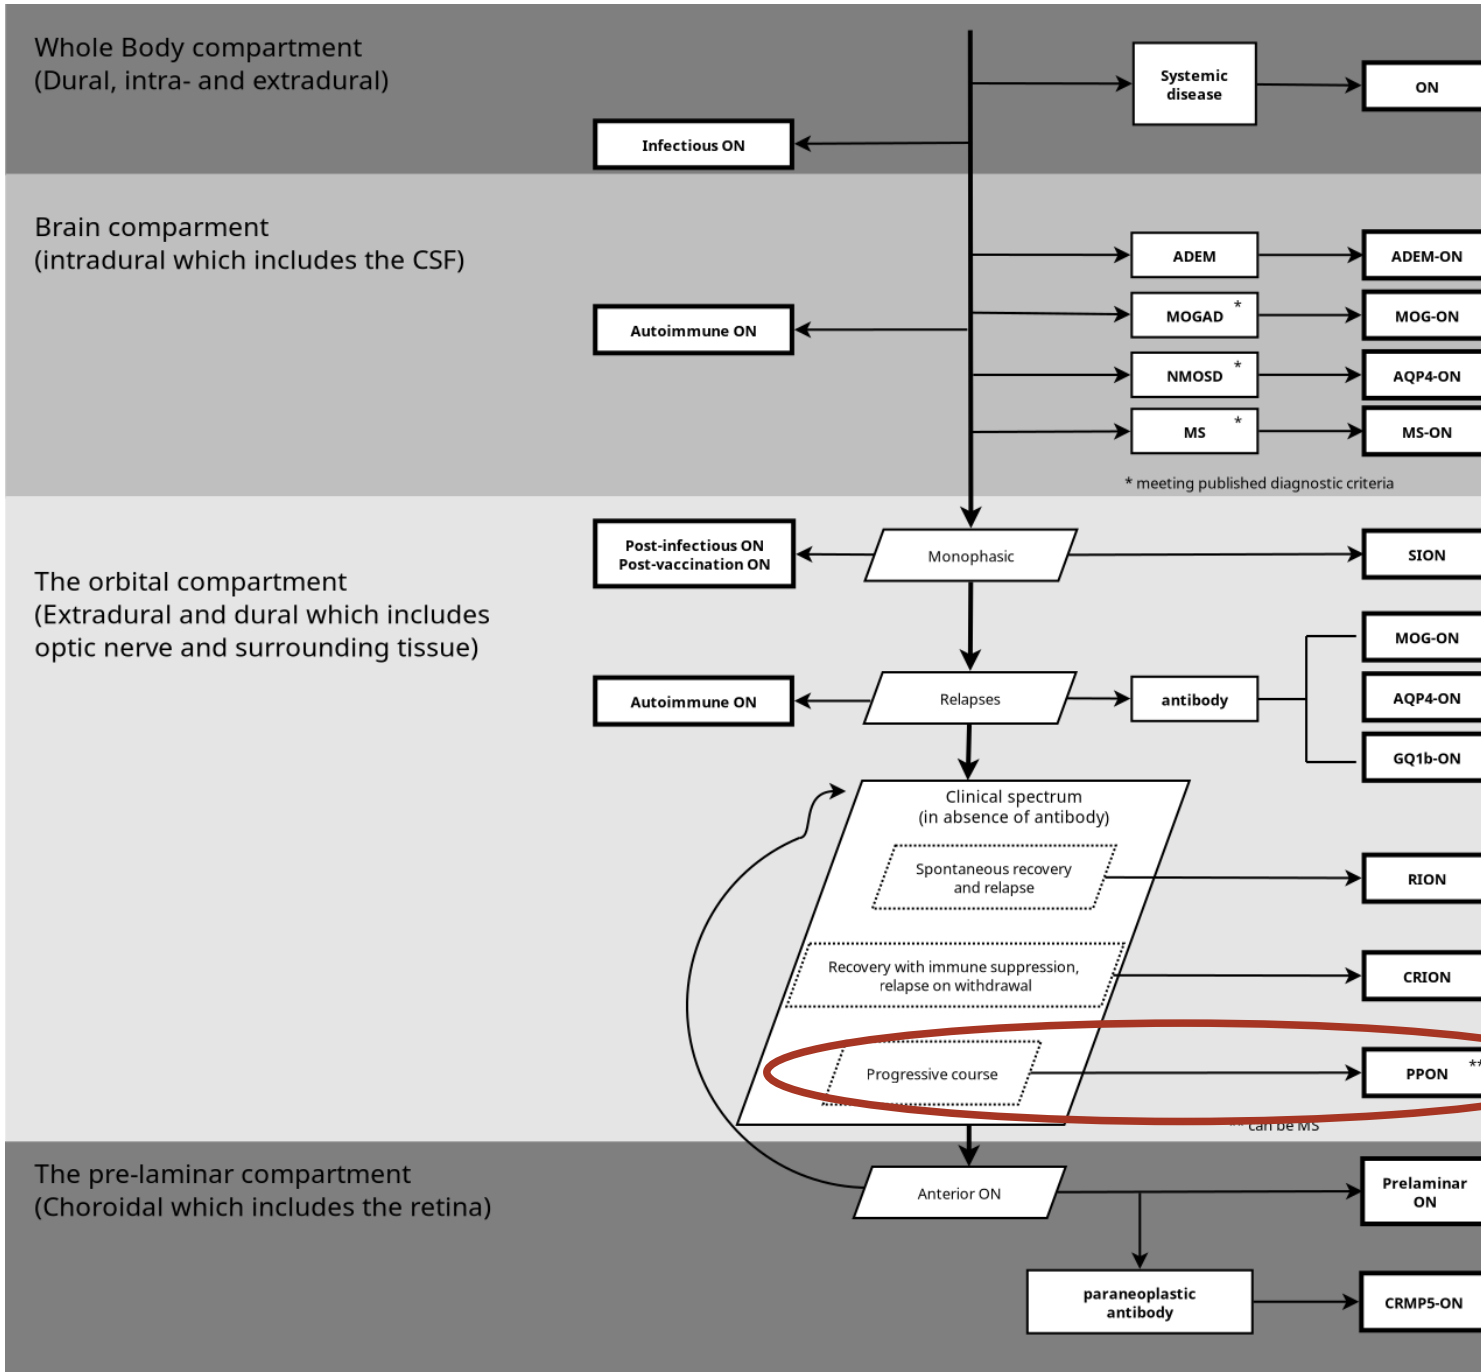 Whole Body compartment
(Dural, intra- and extradural)
Systemic
disease
ON
Infectious ON
Brain comparment
(intradural which includes the CSF)
ADEM
ADEM-ON
MOGAD *
MOG-ON
Autoimmune ON
NMOSD *
AQP4-ON
MS *
MS-ON
* meeting published diagnostic criteria
Post-infectious ON
Post-vaccination ON
Monophasic
SION
The orbital compartment
(Extradural and dural which includes
optic nerve and surrounding tissue)
MOG-ON
Autoimmune ON
Relapses
antibody
AQP4-ON
GQ1b-ON
Clinical spectrum
(in absence of antibody)
Spontaneous recovery
and relapse
RION
Recovery with immune suppression,
relapse on withdrawal
CRION
Progressive course
PPON **
** can be MS
The pre-laminar compartment
(Choroidal which includes the retina)
Anterior ON
Prelaminar
ON
paraneoplastic
antibody
CRMP5-ON